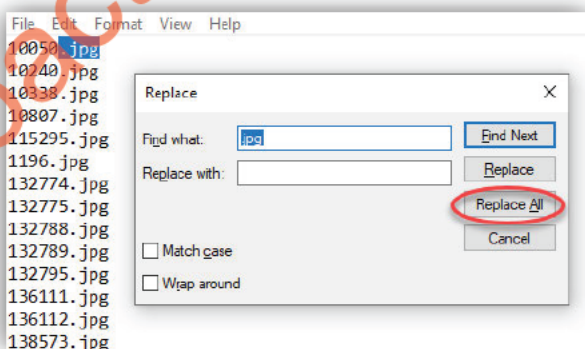 File Edit Format View Help
10050.jpg
10240.jpg
10338.jpg
10807.jpg
115295.jpg
1196.jpg
132774.jpg
132775.jpg
132788.jpg
132789.jpg
132795.jpg
136111.jpg
136112.jpg
138573.jpg
Replace
Find what: .jpg
Find Next
Replace with:
Replace
Replace All
Cancel
Match case
Wrap around